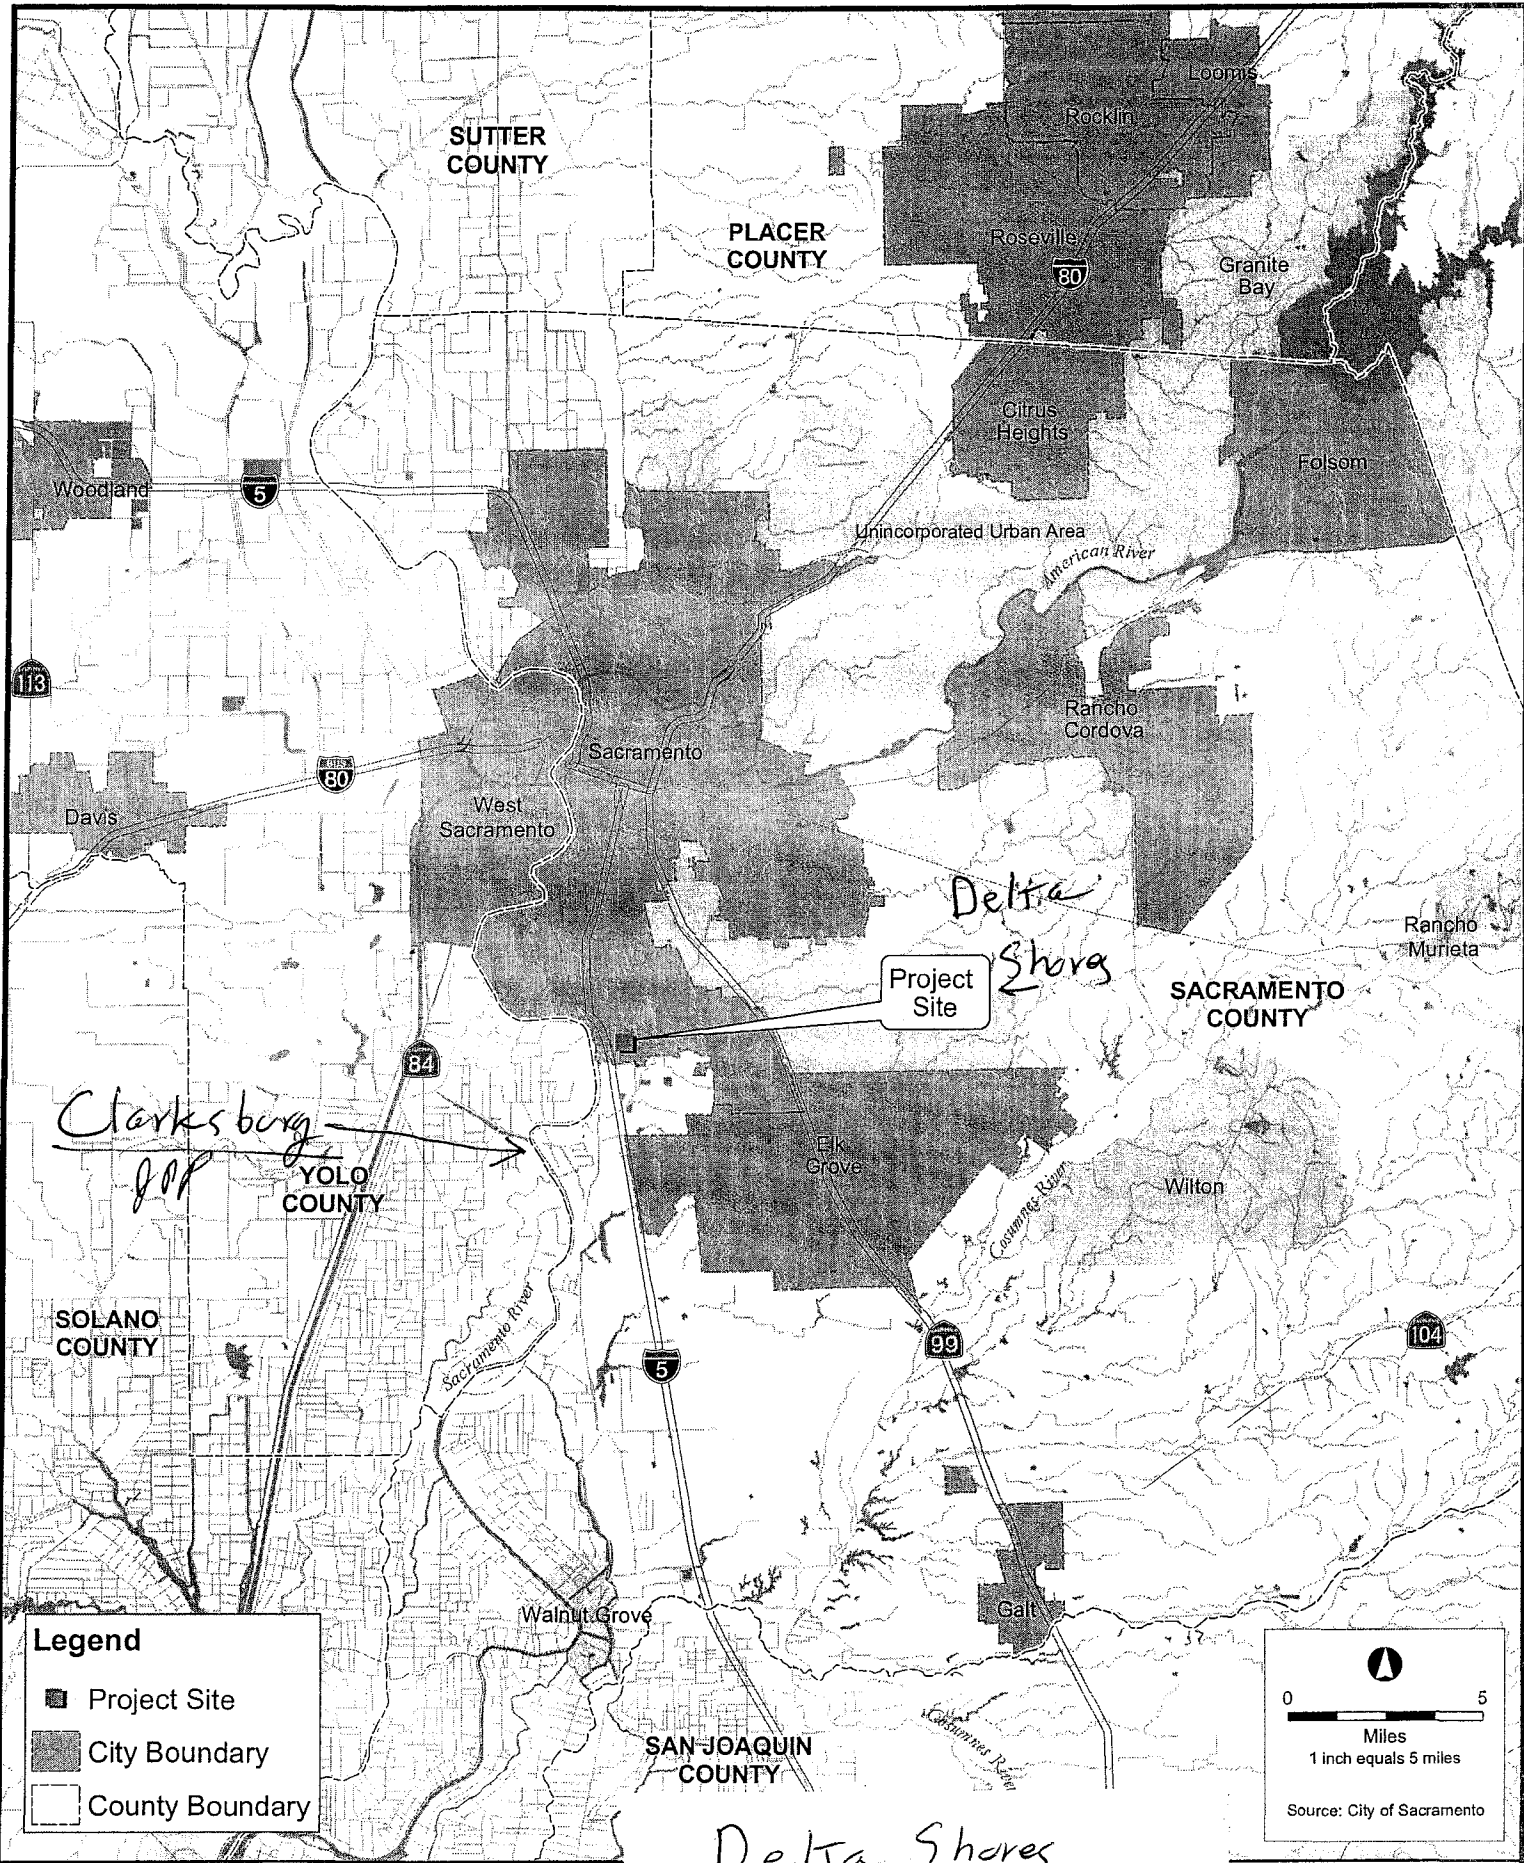 Loomis
Rocklin
SUTTER
COUNTY
PLACER
COUNTY
Roseville
80
Granite
Bay
Citrus
Heights
Folsom
Woodland
5
Unincorporated Urban Area
American River
113
Rancho
Cordova
Sacramento
80
West
Sacramento
Davis
Delta
Shores
Rancho
Murieta
Project
Site
SACRAMENTO
COUNTY
84
Clarksburg
YOLO
COUNTY
Elk
Grove
Cosumnes River
Wilton
SOLANO
COUNTY
Sacramento River
5
99
104
Walnut Grove
Galt
Legend
Project Site
City Boundary
County Boundary
SAN JOAQUIN
COUNTY
Cosumnes River
0 5
Miles
1 inch equals 5 miles
Source: City of Sacramento
Delta Shores